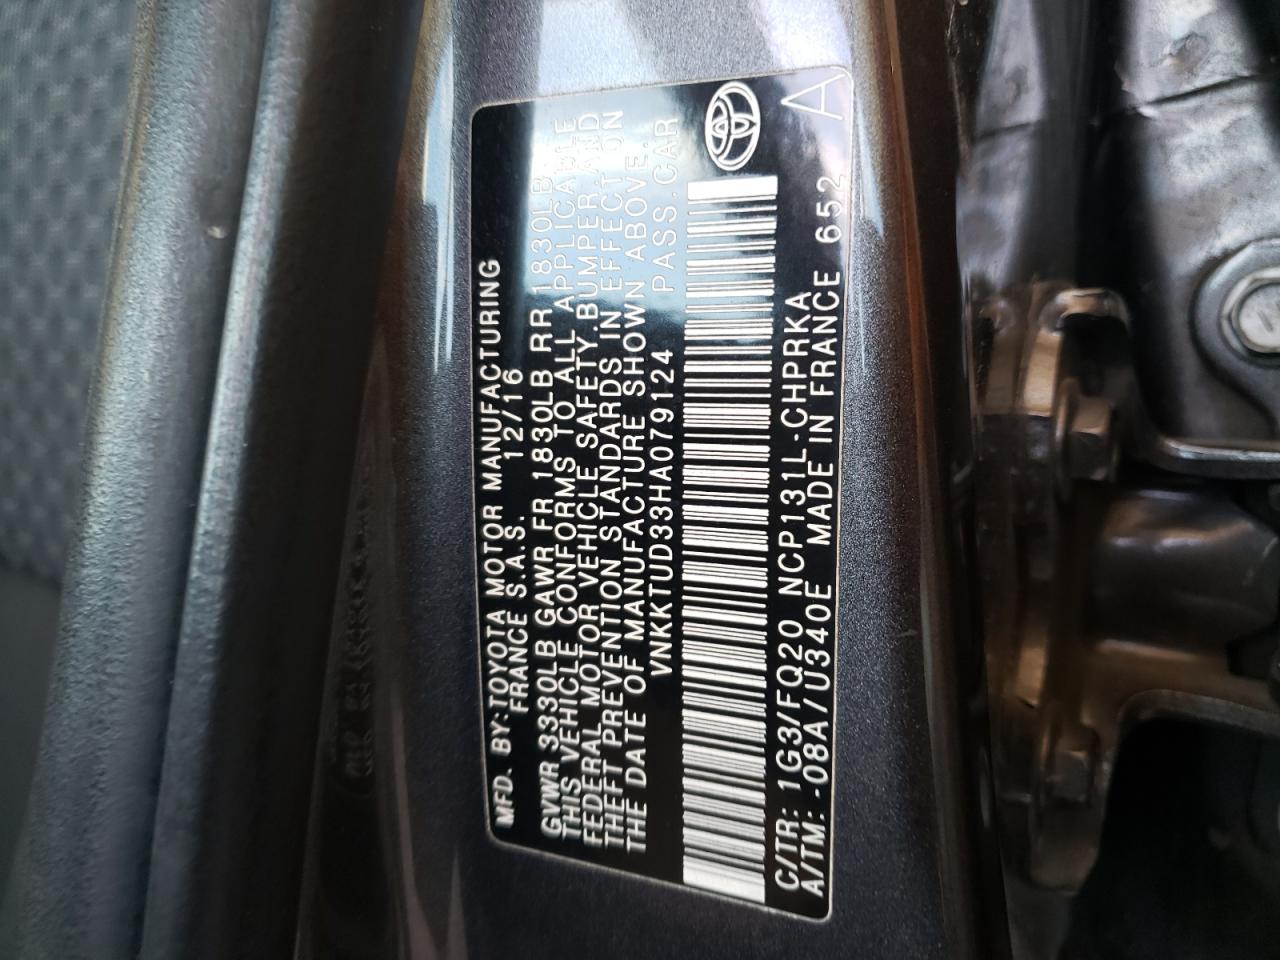 MFD. BY:TOYOTA MOTOR MANUFACTURING
FRANCE S.A.S. 12/16
GVWR 3330LB GAWR FR 1830LB RR 1830LB
THIS VEHICLE CONFORMS TO ALL APPLICABLE
FEDERAL MOTOR VEHICLE SAFETY.BUMPER.AND
THEFT PREVENTION STANDARDS IN EFFECT ON
THE DATE OF MANUFACTURE SHOWN ABOVE.
VNKKTUD33HA079124 PASS.CAR
C/TR: 1G3/FQ20 NCP131L-CHPRKA
A/TM: -08A/U340E MADE IN FRANCE 652
A